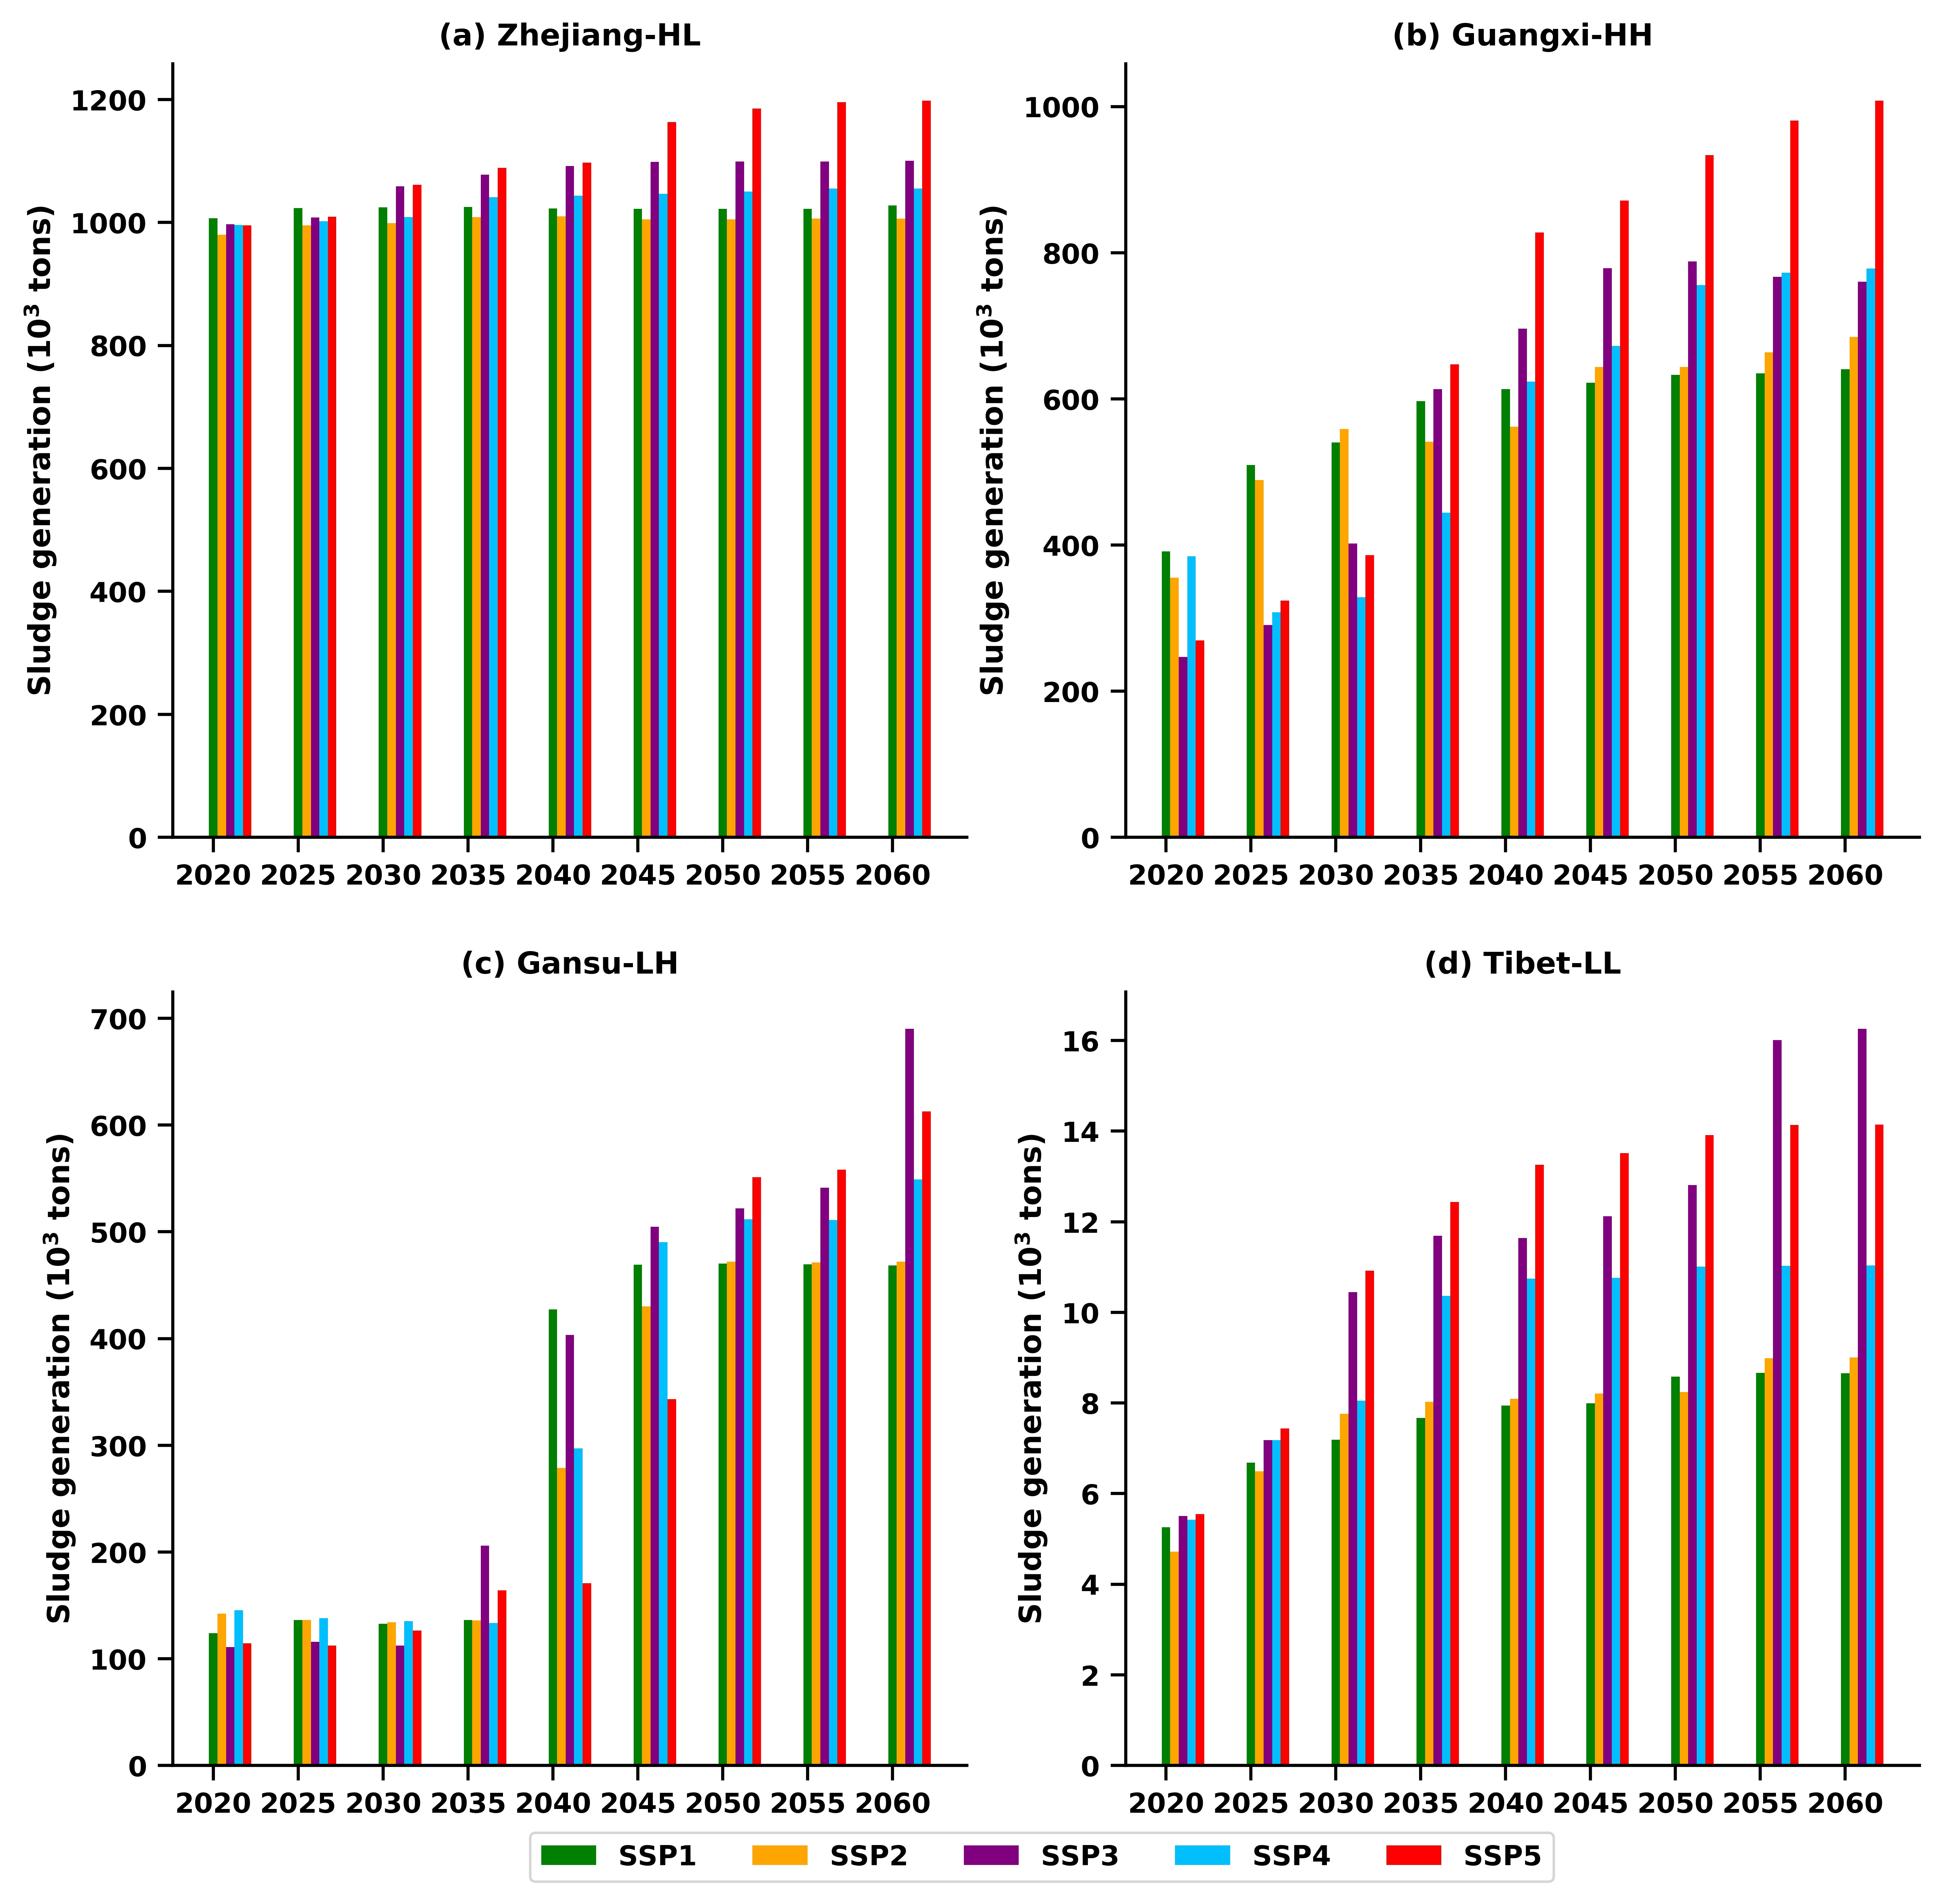 (a) Zhejiang-HL
Sludge generation (10³ tons)
1200
1000
800
600
400
200
0
2020 2025 2030 2035 2040 2045 2050 2055 2060
(b) Guangxi-HH
Sludge generation (10³ tons)
1000
800
600
400
200
0
2020 2025 2030 2035 2040 2045 2050 2055 2060
(c) Gansu-LH
Sludge generation (10³ tons)
700
600
500
400
300
200
100
0
2020 2025 2030 2035 2040 2045 2050 2055 2060
(d) Tibet-LL
Sludge generation (10³ tons)
16
14
12
10
8
6
4
2
0
2020 2025 2030 2035 2040 2045 2050 2055 2060
SSP1 SSP2 SSP3 SSP4 SSP5